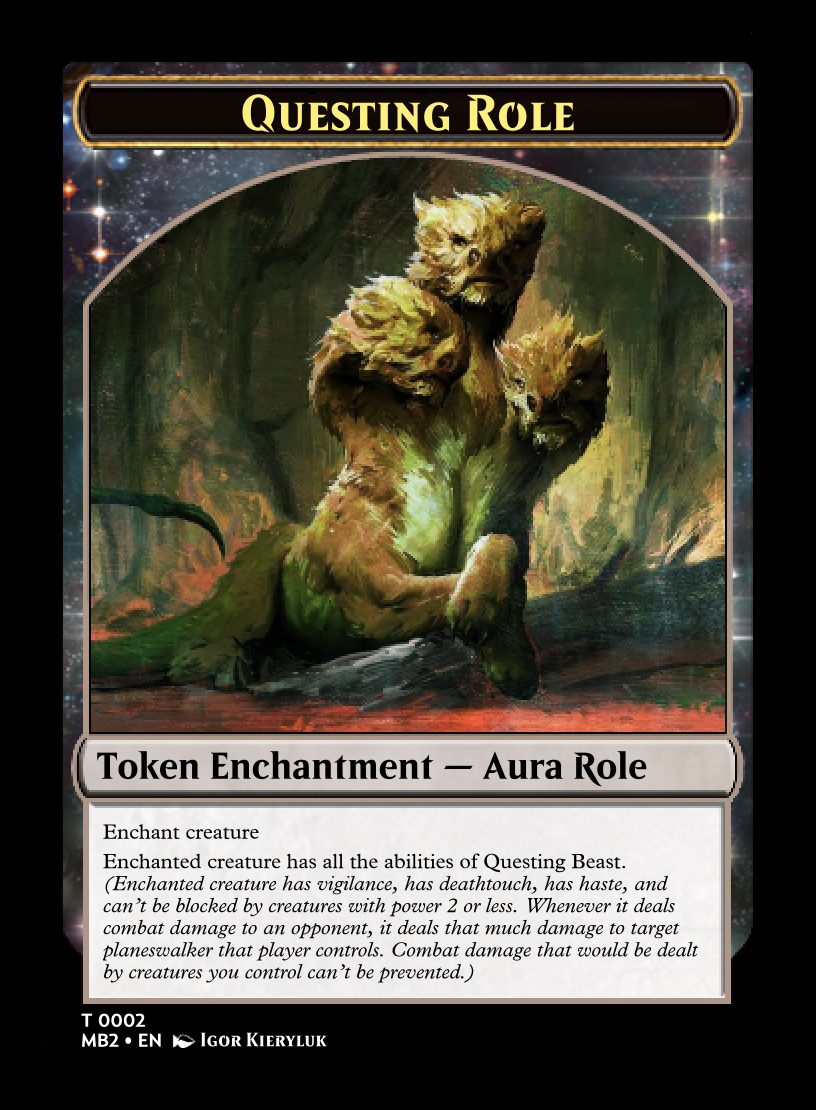 Questing Role
Token Enchantment — Aura Role
Enchant creature
Enchanted creature has all the abilities of Questing Beast.
(Enchanted creature has vigilance, has deathtouch, has haste, and
can't be blocked by creatures with power 2 or less. Whenever it deals
combat damage to an opponent, it deals that much damage to target
planeswalker that player controls. Combat damage that would be dealt
by creatures you control can't be prevented.)
T 0002
MB2 • EN Igor Kieryluk